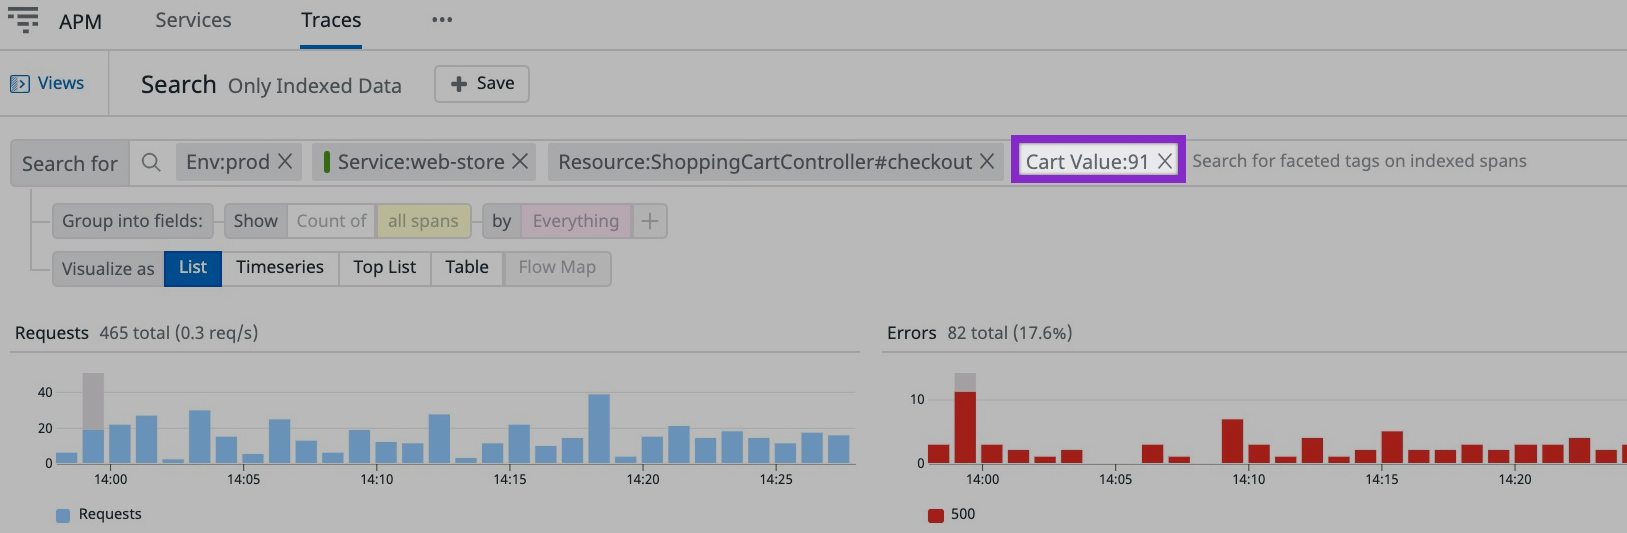 APM Services Traces •••
Views Search Only Indexed Data + Save
Search for Env:prod Service:web-store Resource:ShoppingCartController#checkout Cart Value:91 Search for faceted tags on indexed spans
Group into fields: Show Count of all spans by Everything +
Visualize as List Timeseries Top List Table Flow Map
Requests 465 total (0.3 req/s)
40
20
0
14:00 14:05 14:10 14:15 14:20 14:25
Requests
Errors 82 total (17.6%)
10
0
14:00 14:05 14:10 14:15 14:20
500